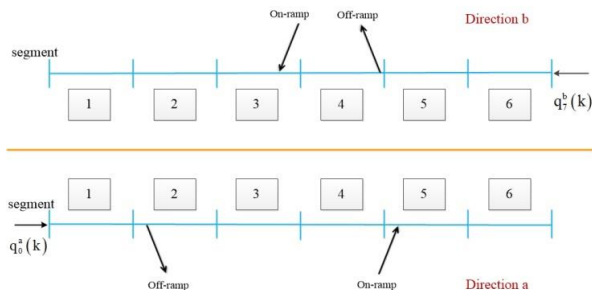 On-ramp Off-ramp Direction b
segment
1 2 3 4 5 6
q₇ᵇ(k)
1 2 3 4 5 6
segment
q₀ᵃ(k)
Off-ramp On-ramp Direction a